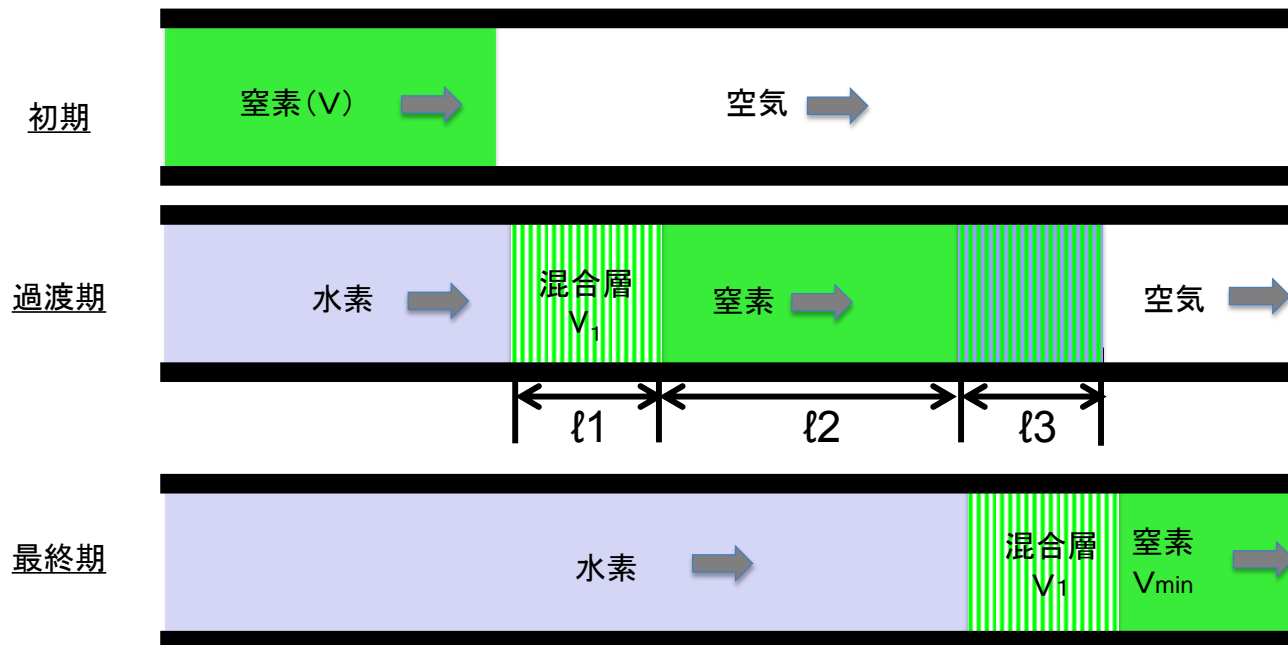 初期
窒素(V)
空気
過渡期
水素
混合層
V₁
窒素
空気
ℓ1
ℓ2
ℓ3
最終期
水素
混合層
V1
窒素
Vmin